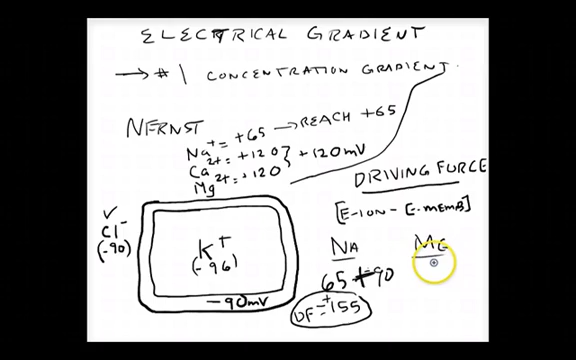 ELECTRICAL GRADIENT
→ #1 CONCENTRATION GRADIENT
NERNST
Na+ = +65 → REACH +65
Ca2+ = +120 } +120mV
Mg2+ = +120
DRIVING FORCE
[E-ION - E-MEMB]
✓
Cl-
(-90)
K+
(-96)
-90mV
NA
65 + 90
DF = +155